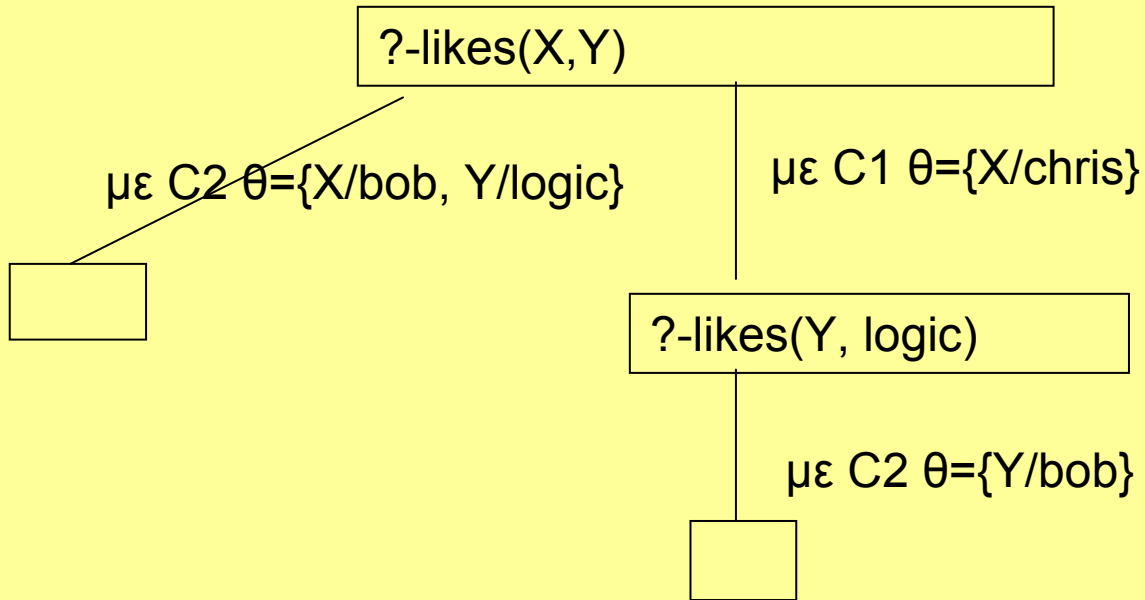 ?-likes(X,Y)
με C2 θ={X/bob, Y/logic}
με C1 θ={X/chris}
?-likes(Y, logic)
με C2 θ={Y/bob}